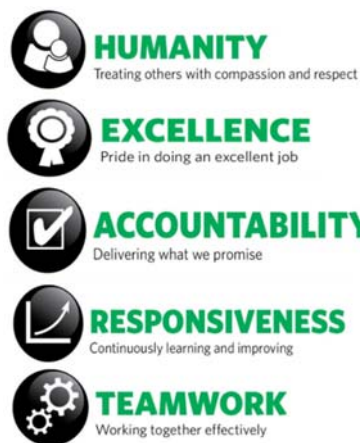 HUMANITY
Treating others with compassion and respect
EXCELLENCE
Pride in doing an excellent job
ACCOUNTABILITY
Delivering what we promise
RESPONSIVENESS
Continuously learning and improving
TEAMWORK
Working together effectively